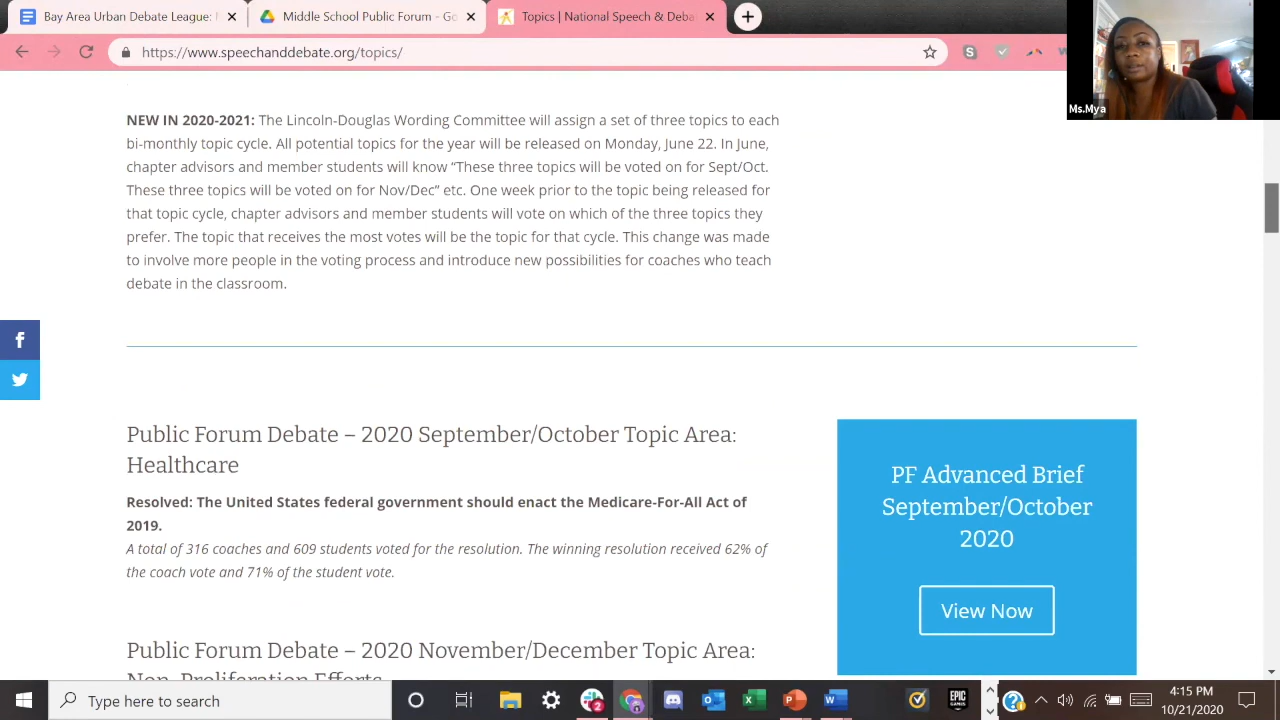 Bay Area Urban Debate League: F
Middle School Public Forum - Go
Topics | National Speech & Deba
https://www.speechanddebate.org/topics/
Ms.Mya
NEW IN 2020-2021: The Lincoln-Douglas Wording Committee will assign a set of three topics to each
bi-monthly topic cycle. All potential topics for the year will be released on Monday, June 22. In June,
chapter advisors and member students will know “These three topics will be voted on for Sept/Oct.
These three topics will be voted on for Nov/Dec” etc. One week prior to the topic being released for
that topic cycle, chapter advisors and member students will vote on which of the three topics they
prefer. The topic that receives the most votes will be the topic for that cycle. This change was made
to involve more people in the voting process and introduce new possibilities for coaches who teach
debate in the classroom.
Public Forum Debate – 2020 September/October Topic Area:
Healthcare
Resolved: The United States federal government should enact the Medicare-For-All Act of
2019.
A total of 316 coaches and 609 students voted for the resolution. The winning resolution received 62% of
the coach vote and 71% of the student vote.
PF Advanced Brief
September/October
2020
View Now
Public Forum Debate – 2020 November/December Topic Area:
Non-Proliferation Efforts
Type here to search
EPIC
GAMES
4:15 PM
10/21/2020